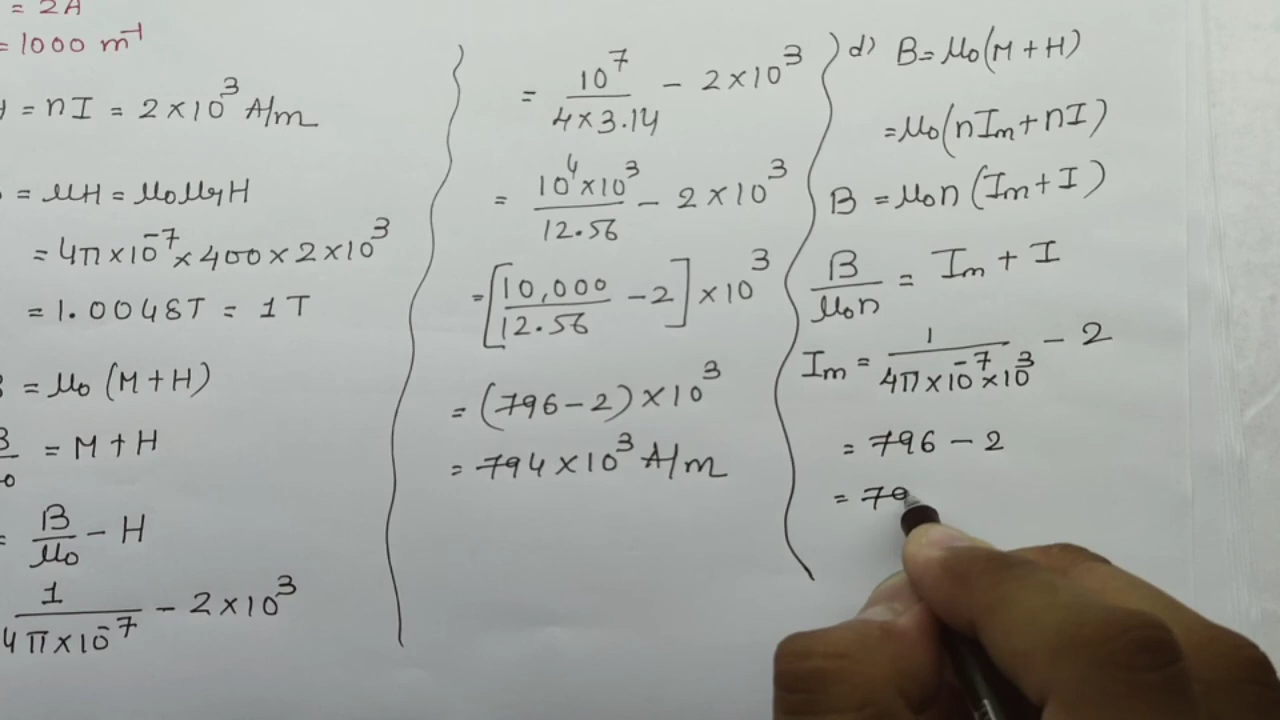 = 2A
= 1000 m⁻¹
= nI = 2×10³ A/m
= μH = μ₀μᵣH
= 4π×10⁻⁷×400×2×10³
= 1.0048T = 1T
= μ₀(M+H)
= M+H
= B/μ₀ - H
1/4π×10⁻⁷ - 2×10³
= 10⁷/4×3.14 - 2×10³
= 10⁴×10³/12.56 - 2×10³
= [10,000/12.56 - 2]×10³
= (796-2)×10³
= 794×10³ A/m
d) B = μ₀(M+H)
= μ₀(nIm+nI)
B = μ₀n(Im+I)
B/μ₀n = Im+I
Im = 1/4π×10⁻⁷×10³ - 2
= 796-2
= 79